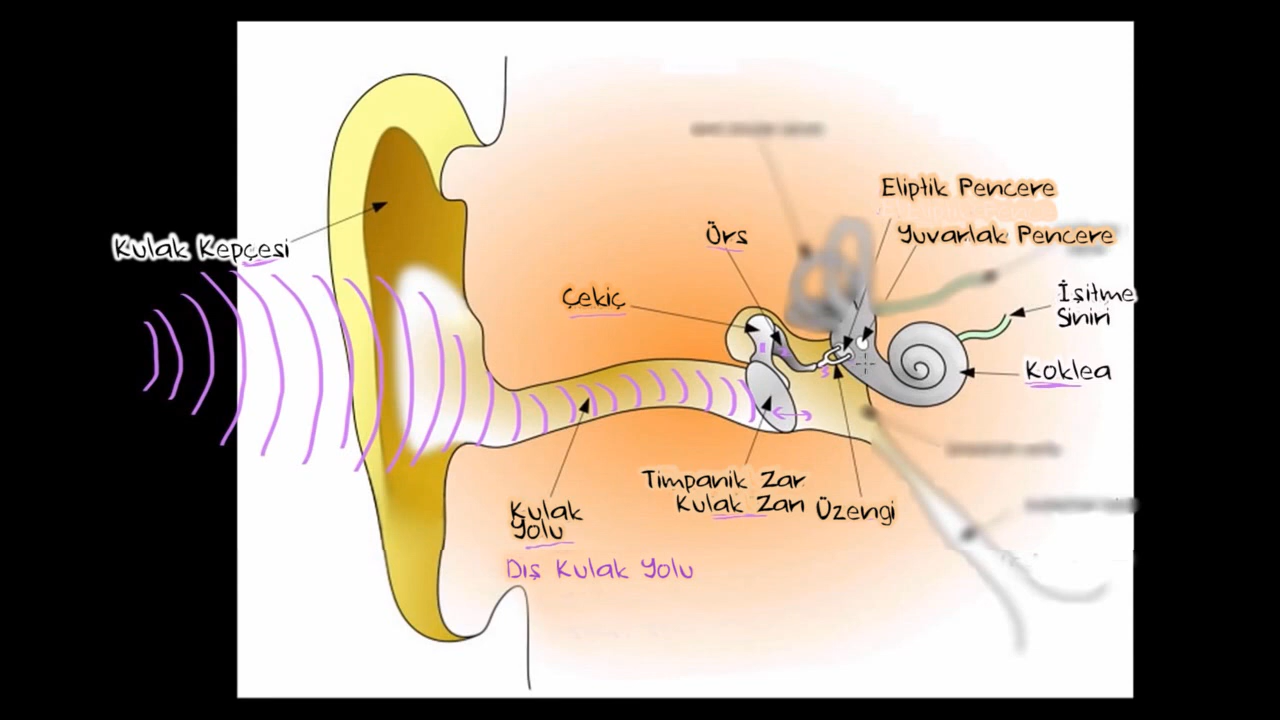 Eliptik Pencere
Yuvarlak Pencere
Örs
Kulak Kepçesi
Çekiç
İşitme
Siniri
Koklea
Timpanik Zar
Kulak Zarı
Üzengi
Kulak
Yolu
Dış Kulak Yolu